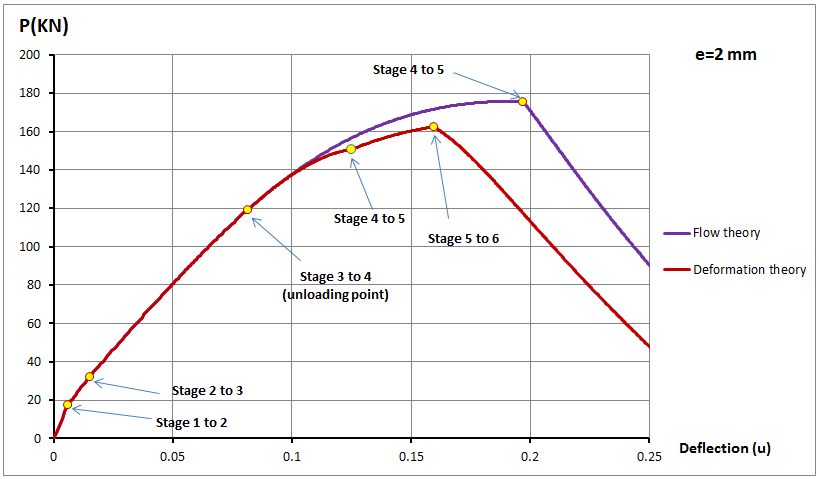 P(KN)
e=2 mm
200
180
160
140
120
100
80
60
40
20
0
Stage 4 to 5
Stage 4 to 5
Stage 5 to 6
Stage 3 to 4
(unloading point)
Stage 2 to 3
Stage 1 to 2
Flow theory
Deformation theory
0
0.05
0.1
0.15
0.2
0.25
Deflection (u)